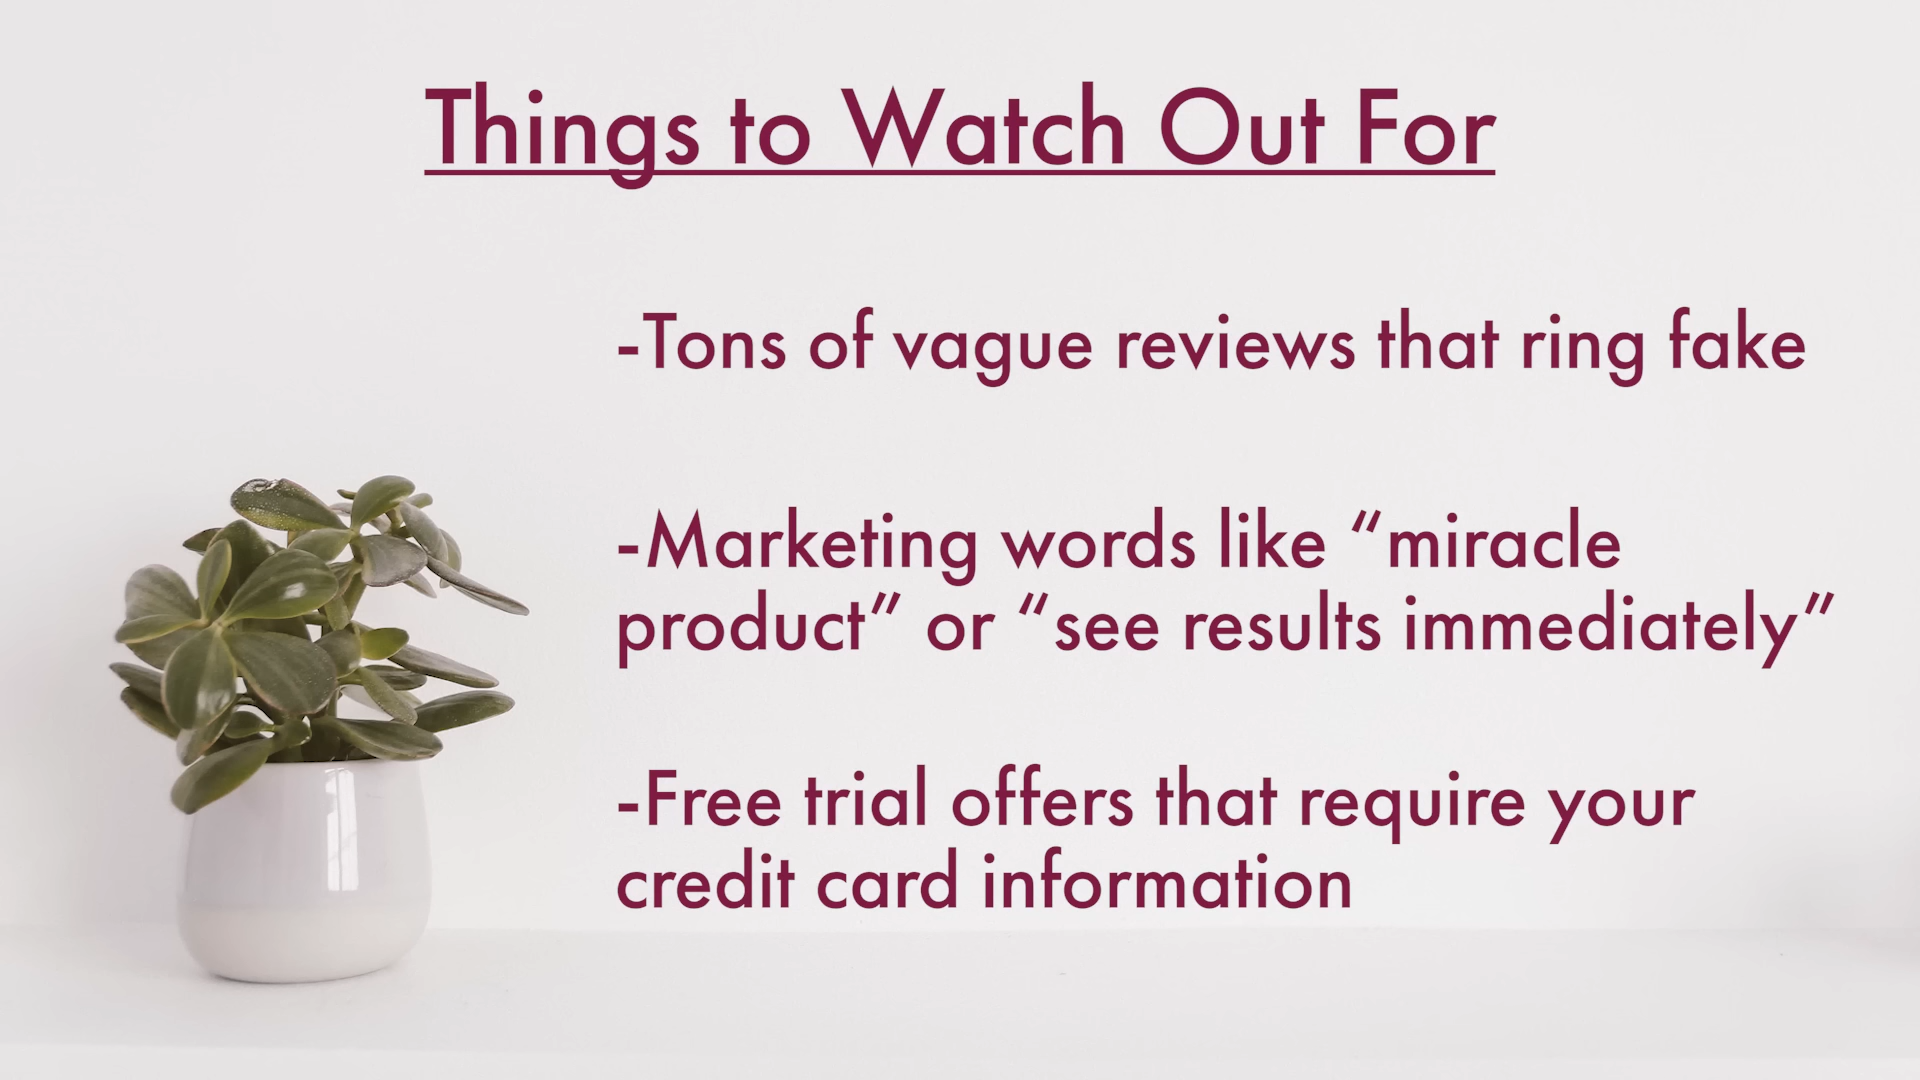 Things to Watch Out For
-Tons of vague reviews that ring fake
-Marketing words like “miracle
product” or “see results immediately”
-Free trial offers that require your
credit card information